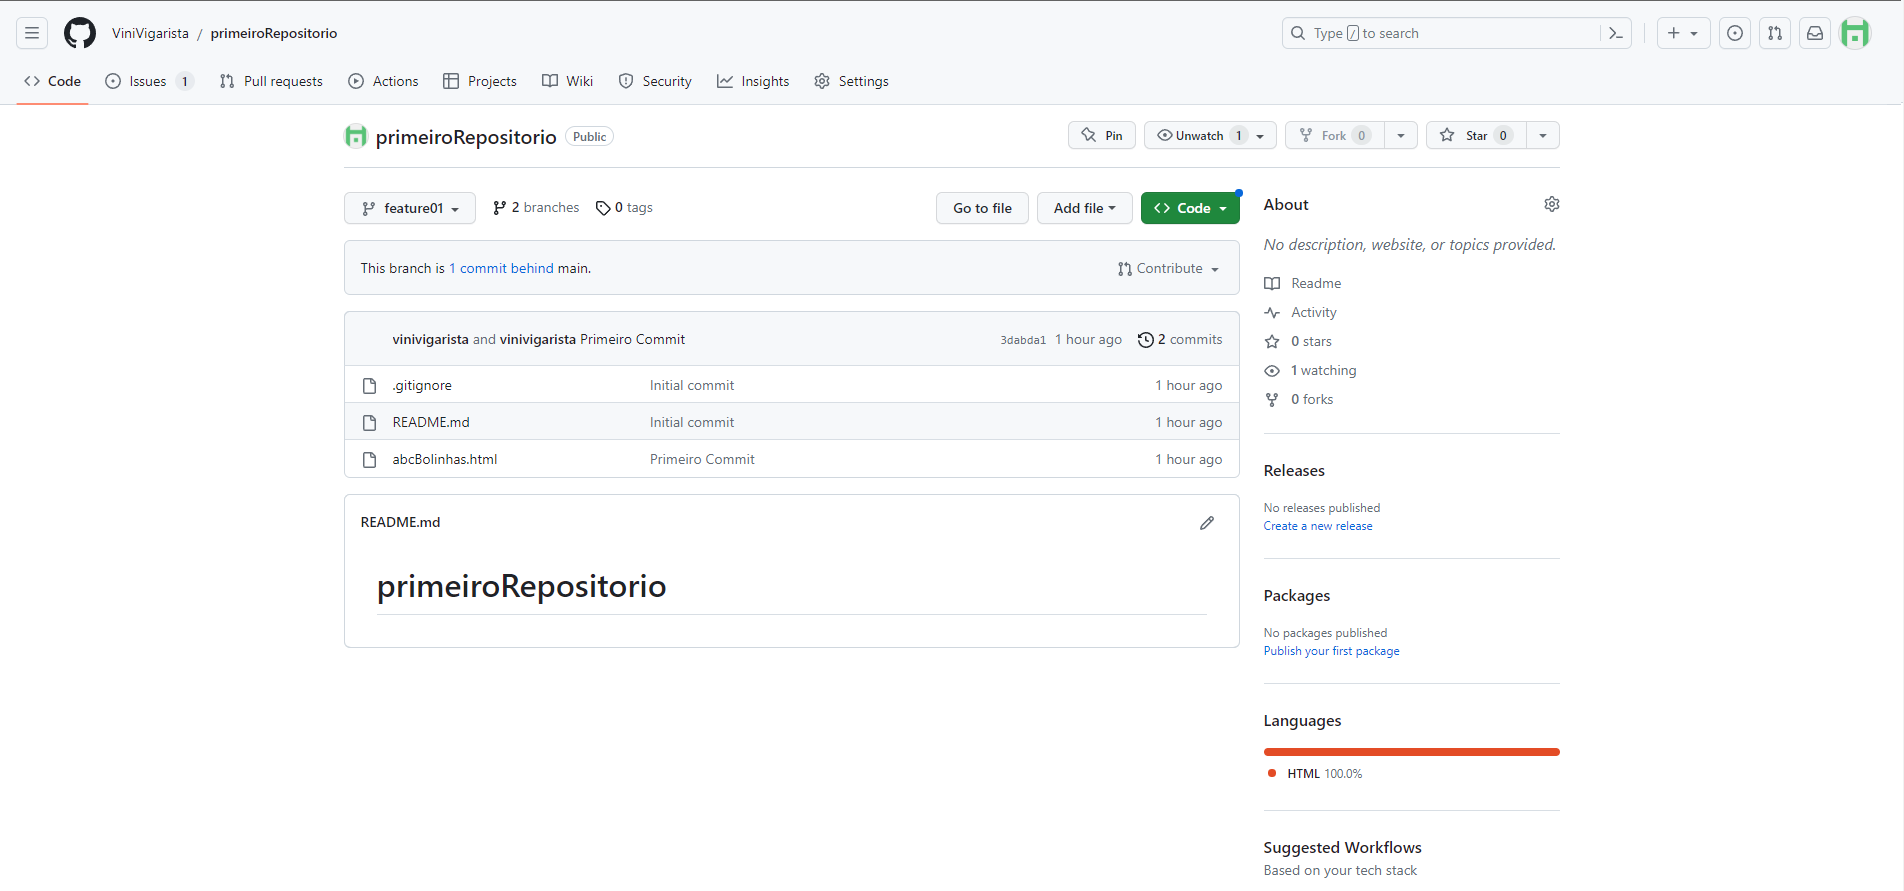 ViniVigarista / primeiroRepositorio
Type / to search
Code Issues 1 Pull requests Actions Projects Wiki Security Insights Settings
primeiroRepositorio Public
Pin Unwatch 1 Fork 0 Star 0
feature01 2 branches 0 tags
Go to file Add file Code
This branch is 1 commit behind main.
Contribute
vinivigarista and vinivigarista Primeiro Commit 3dabda1 1 hour ago 2 commits
.gitignore Initial commit 1 hour ago
README.md Initial commit 1 hour ago
abcBolinhas.html Primeiro Commit 1 hour ago
README.md
primeiroRepositorio
About
No description, website, or topics provided.
Readme
Activity
0 stars
1 watching
0 forks
Releases
No releases published
Create a new release
Packages
No packages published
Publish your first package
Languages
HTML 100.0%
Suggested Workflows
Based on your tech stack